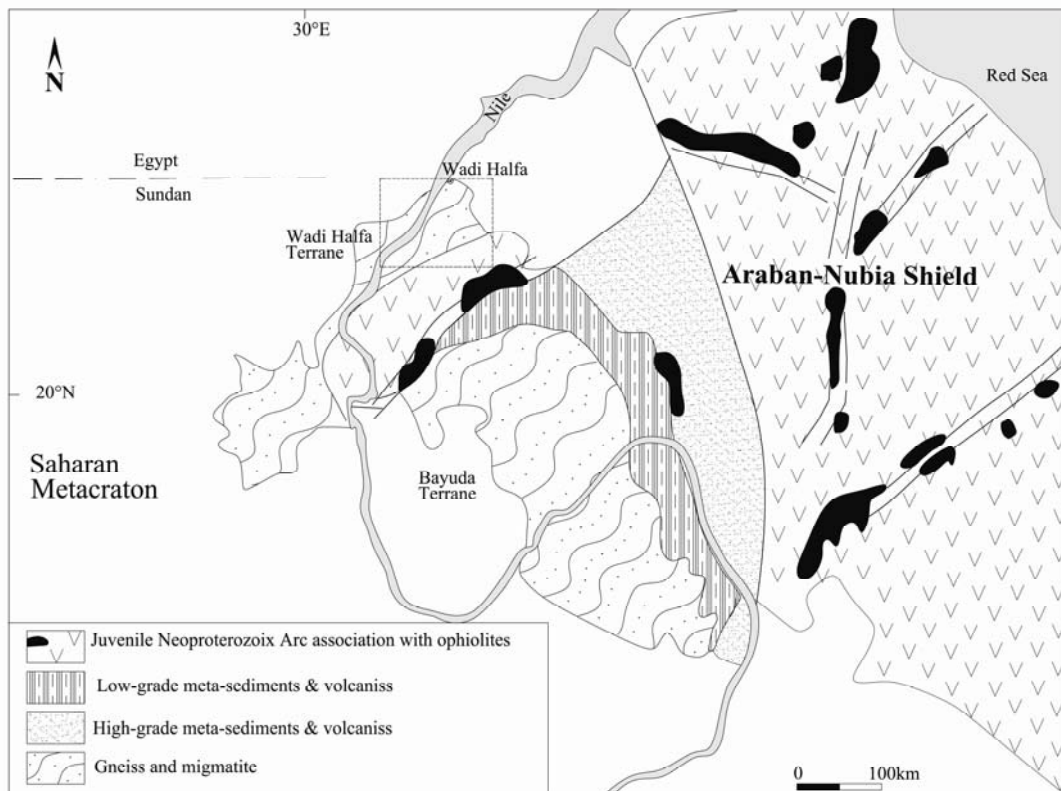 30°E
N
Red Sea
Nile
Egypt
Sundan
Wadi Halfa
Wadi Halfa
Terrane
Araban-Nubia Shield
20°N
Saharan
Metacraton
Bayuda
Terrane
Juvenile Neoproterozoix Arc association with ophiolites
Low-grade meta-sediments & volcaniss
High-grade meta-sediments & volcaniss
Gneiss and migmatite
0 100km